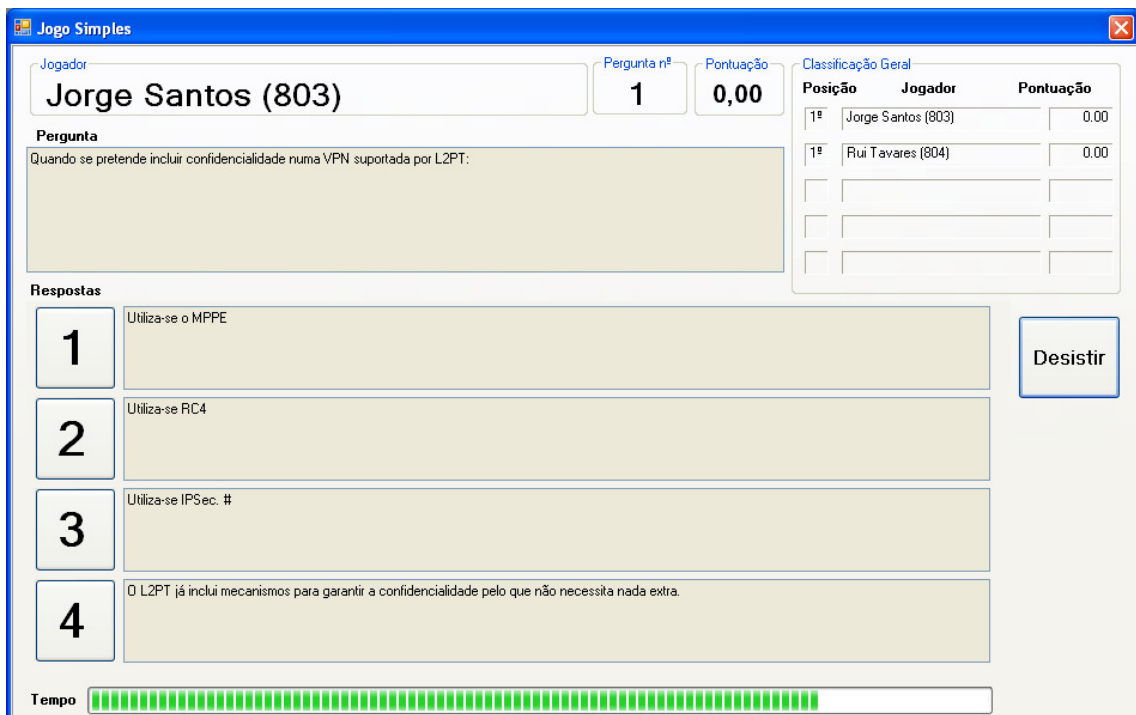 Jogo Simples
Jogador
Pergunta nº
Pontuação
Classificação Geral
Jorge Santos (803)
1
0,00
Posição Jogador Pontuação
1º Jorge Santos (803) 0.00
1º Rui Tavares (804) 0.00
Pergunta
Quando se pretende incluir confidencialidade numa VPN suportada por L2PT:
Respostas
1
Utiliza-se o MPPE
Desistir
2
Utiliza-se RC4
3
Utiliza-se IPSec. #
4
O L2PT já inclui mecanismos para garantir a confidencialidade pelo que não necessita nada extra.
Tempo